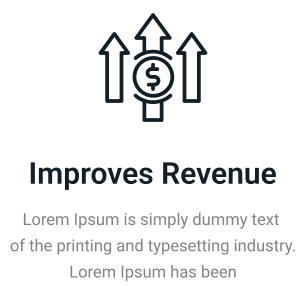 $
Improves Revenue
Lorem Ipsum is simply dummy text
of the printing and typesetting industry.
Lorem Ipsum has been